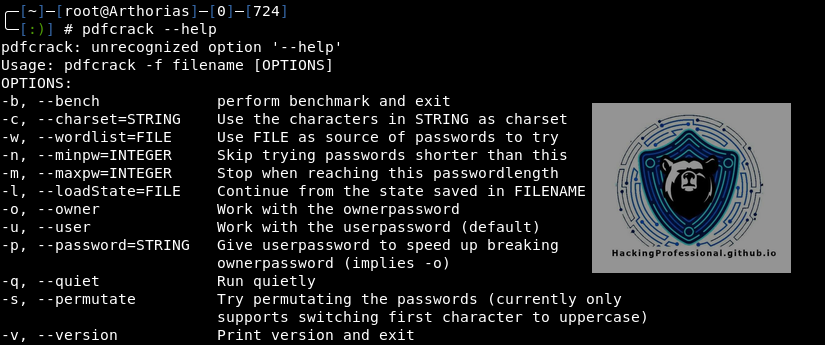 ╭─[~]─[root@Arthorias]─[0]─[724]
╰─[:)] # pdfcrack --help
pdfcrack: unrecognized option '--help'
Usage: pdfcrack -f filename [OPTIONS]
OPTIONS:
-b, --bench             perform benchmark and exit
-c, --charset=STRING    Use the characters in STRING as charset
-w, --wordlist=FILE     Use FILE as source of passwords to try
-n, --minpw=INTEGER     Skip trying passwords shorter than this
-m, --maxpw=INTEGER     Stop when reaching this passwordlength
-l, --loadState=FILE    Continue from the state saved in FILENAME
-o, --owner             Work with the ownerpassword
-u, --user              Work with the userpassword (default)
-p, --password=STRING   Give userpassword to speed up breaking
                        ownerpassword (implies -o)
-q, --quiet             Run quietly
-s, --permutate         Try permutating the passwords (currently only
                        supports switching first character to uppercase)
-v, --version           Print version and exit
HackingProfessional.github.io